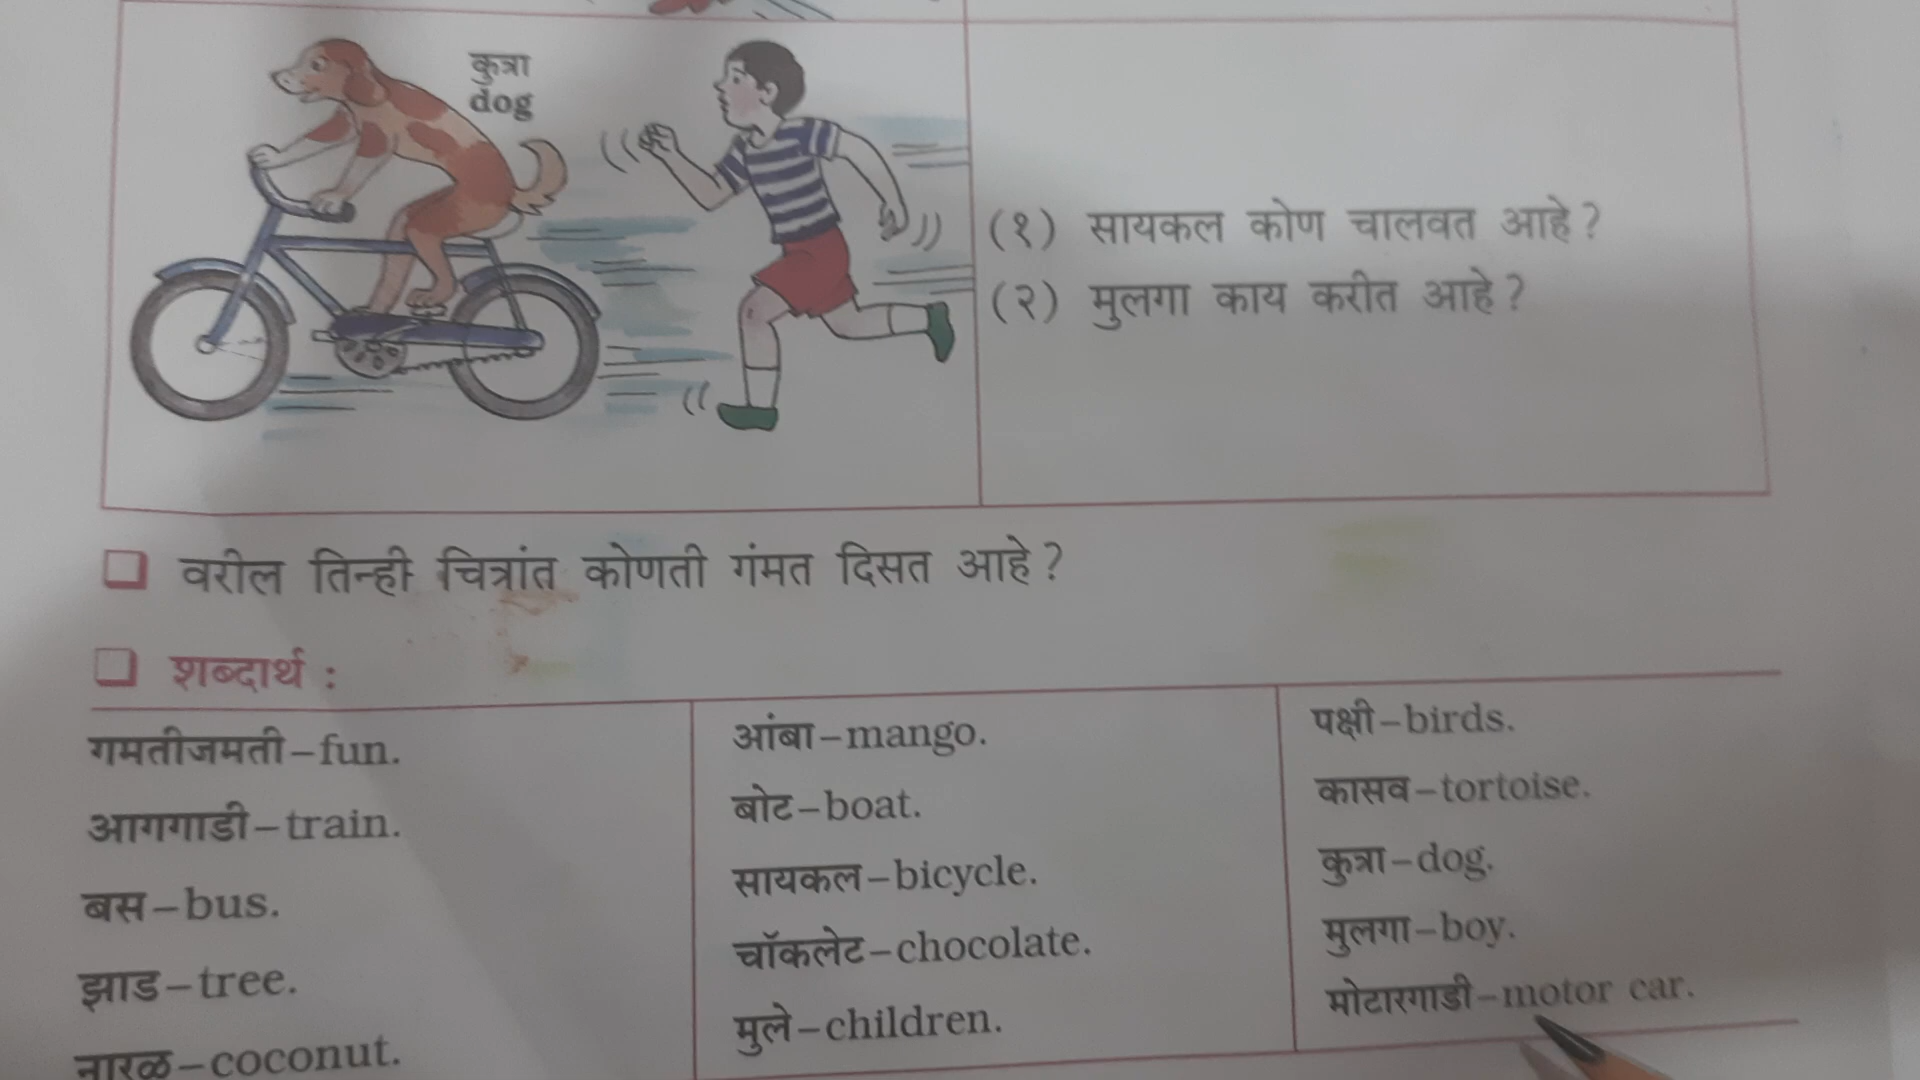 कुत्रा
dog
(१) सायकल कोण चालवत आहे ?
(२) मुलगा काय करीत आहे ?
वरील तिन्ही चित्रांत कोणती गंमत दिसत आहे ?
शब्दार्थ :
गमतीजमती – fun.
आगगाडी – train.
बस – bus.
झाड – tree.
नारळ – coconut.
आंबा – mango.
बोट – boat.
सायकल – bicycle.
चॉकलेट – chocolate.
मुले – children.
पक्षी – birds.
कासव – tortoise.
कुत्रा – dog.
मुलगा – boy.
मोटारगाडी – motor car.